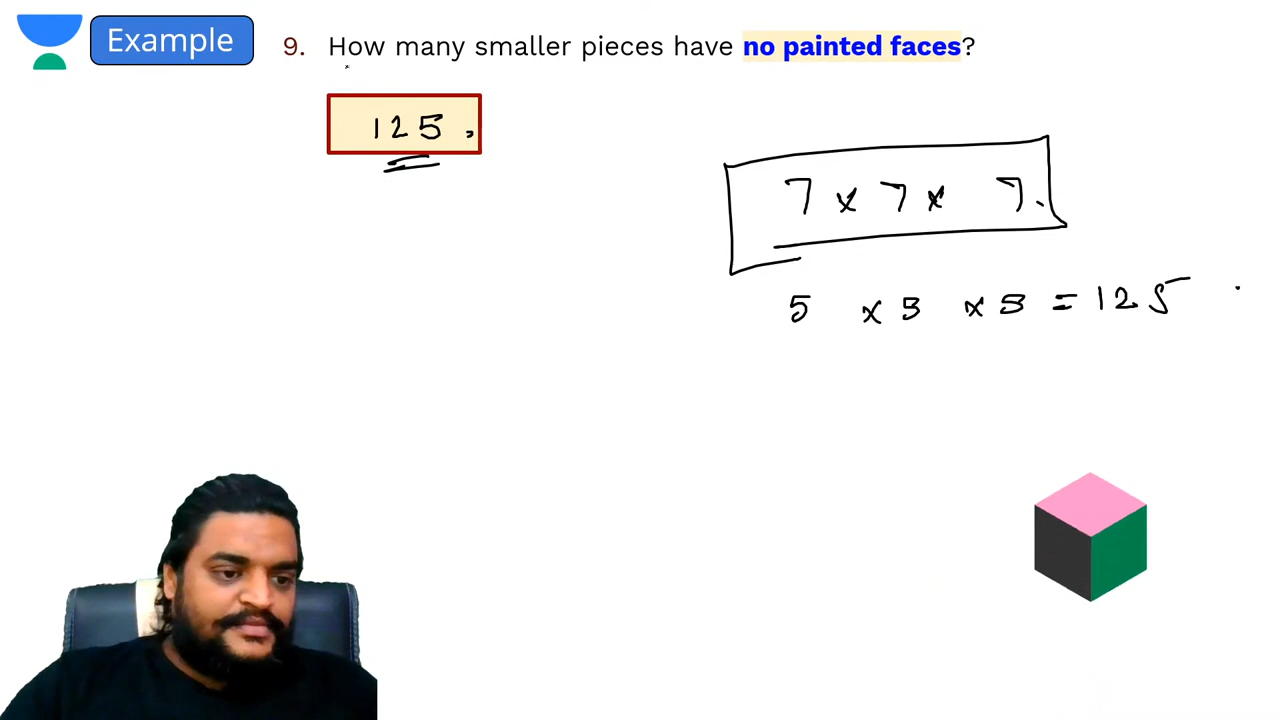 Example
9. How many smaller pieces have no painted faces?
125.
7 x 7 x 7.
5 x 5 x 5 = 125